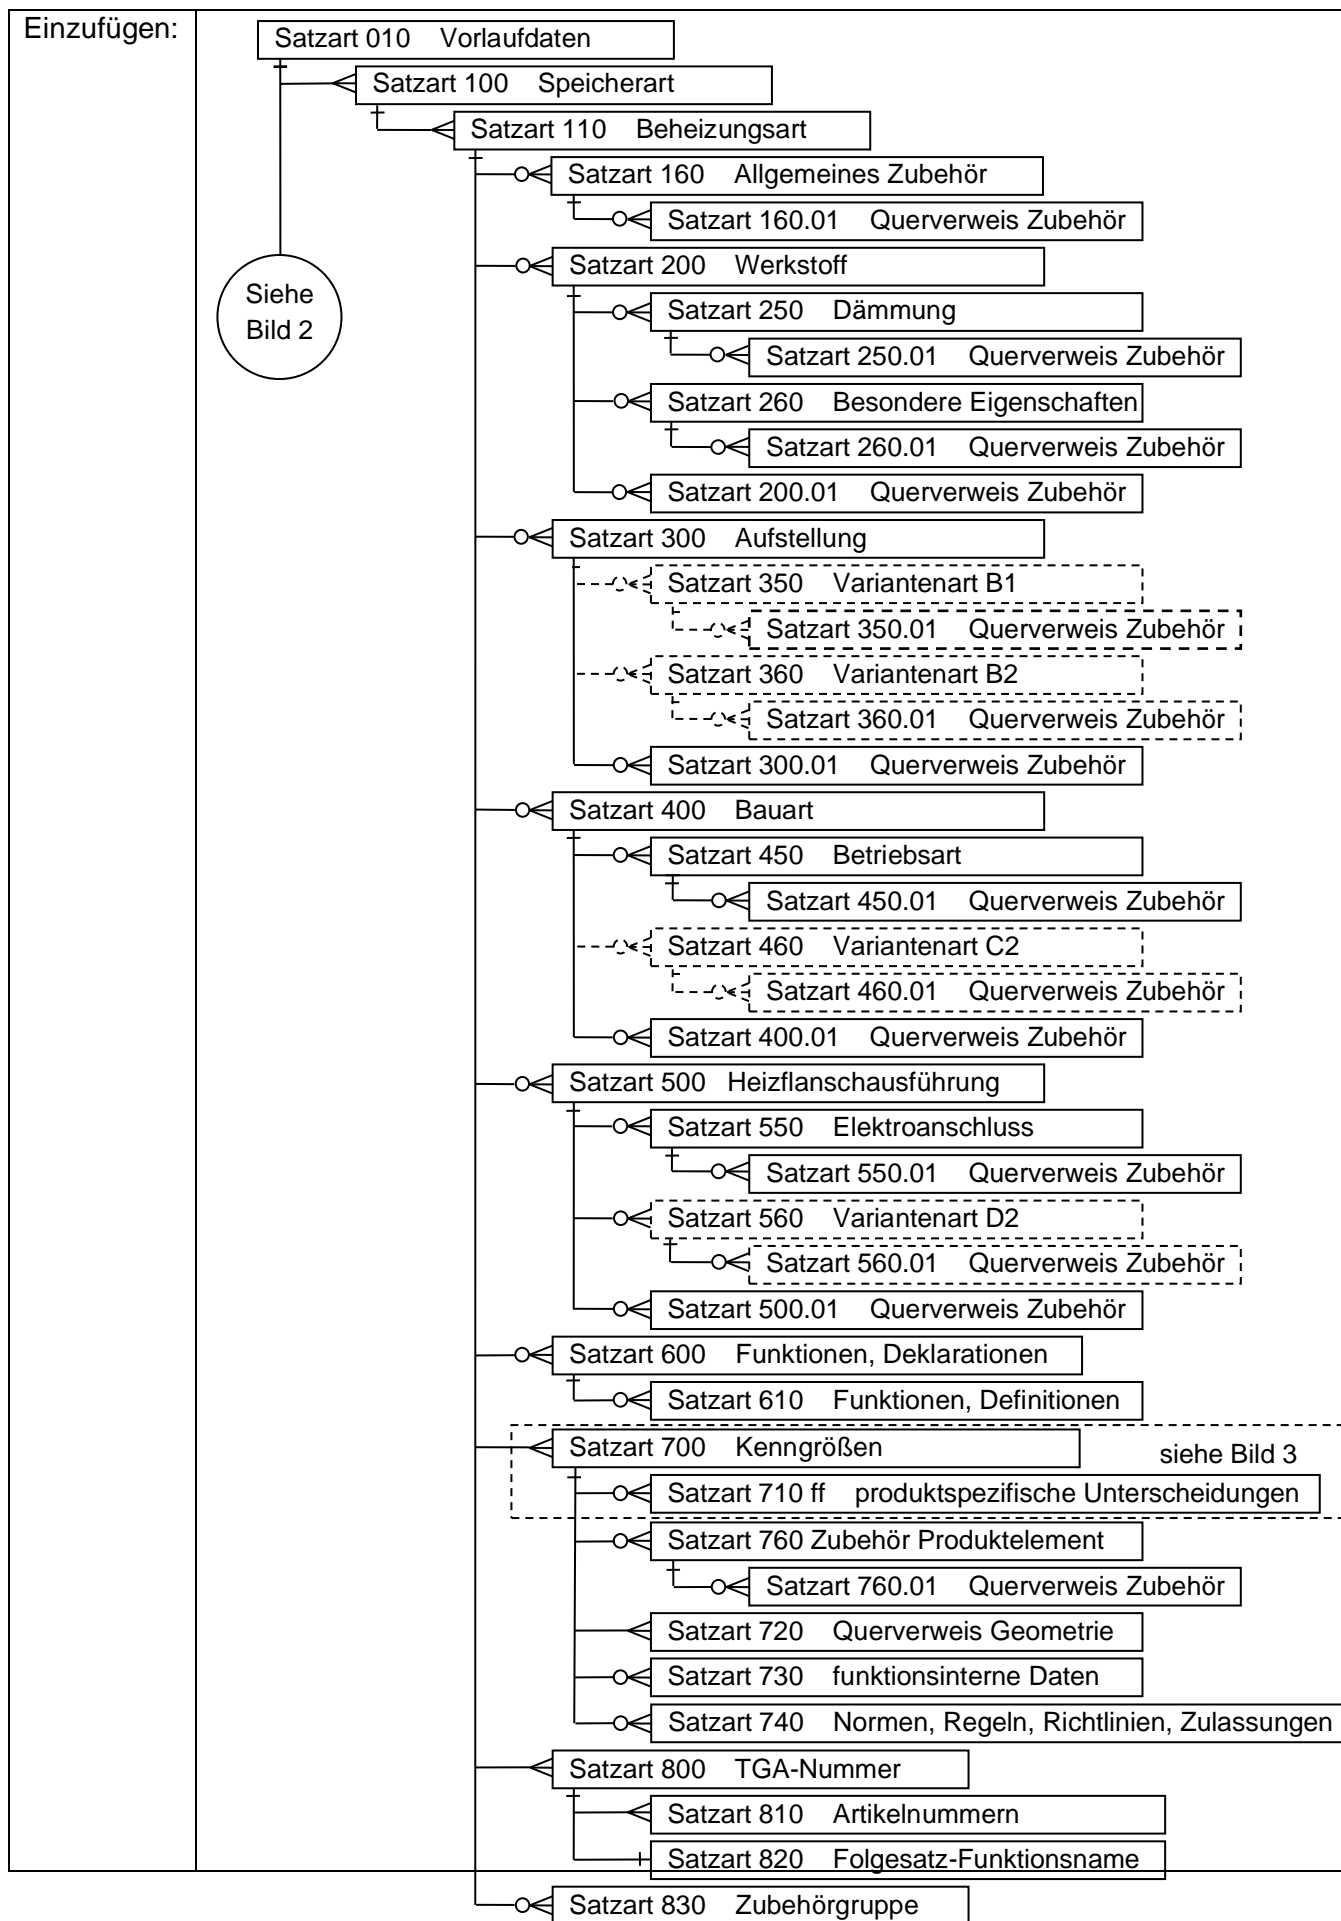 Einzufügen:
Satzart 010 Vorlaufdaten
Satzart 100 Speicherart
Satzart 110 Beheizungsart
Satzart 160 Allgemeines Zubehör
Satzart 160.01 Querverweis Zubehör
Satzart 200 Werkstoff
Siehe
Bild 2
Satzart 250 Dämmung
Satzart 250.01 Querverweis Zubehör
Satzart 260 Besondere Eigenschaften
Satzart 260.01 Querverweis Zubehör
Satzart 200.01 Querverweis Zubehör
Satzart 300 Aufstellung
Satzart 350 Variantenart B1
Satzart 350.01 Querverweis Zubehör
Satzart 360 Variantenart B2
Satzart 360.01 Querverweis Zubehör
Satzart 300.01 Querverweis Zubehör
Satzart 400 Bauart
Satzart 450 Betriebsart
Satzart 450.01 Querverweis Zubehör
Satzart 460 Variantenart C2
Satzart 460.01 Querverweis Zubehör
Satzart 400.01 Querverweis Zubehör
Satzart 500 Heizflanschausführung
Satzart 550 Elektroanschluss
Satzart 550.01 Querverweis Zubehör
Satzart 560 Variantenart D2
Satzart 560.01 Querverweis Zubehör
Satzart 500.01 Querverweis Zubehör
Satzart 600 Funktionen, Deklarationen
Satzart 610 Funktionen, Definitionen
Satzart 700 Kenngrößen siehe Bild 3
Satzart 710 ff produktspezifische Unterscheidungen
Satzart 760 Zubehör Produktelement
Satzart 760.01 Querverweis Zubehör
Satzart 720 Querverweis Geometrie
Satzart 730 funktionsinterne Daten
Satzart 740 Normen, Regeln, Richtlinien, Zulassungen
Satzart 800 TGA-Nummer
Satzart 810 Artikelnummern
Satzart 820 Folgesatz-Funktionsname
Satzart 830 Zubehörgruppe